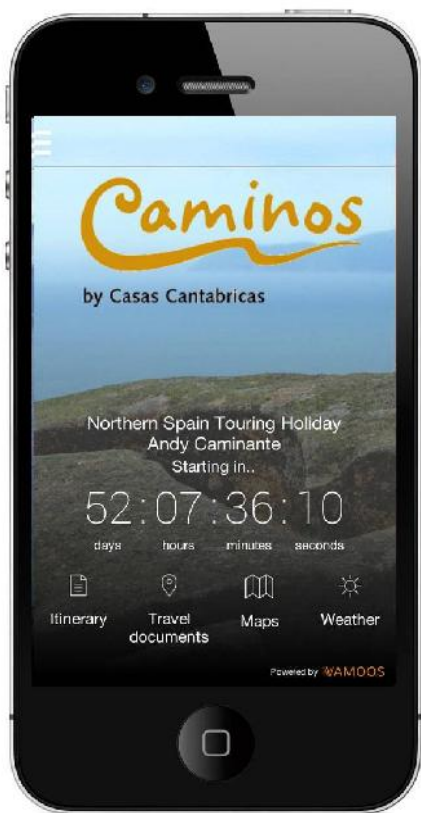 Caminos
by Casas Cantabricas
Northern Spain Touring Holiday
Andy Caminante
Starting in..
52:07:36:10
days hours minutes seconds
Itinerary Travel documents Maps Weather
Powered by VAMOOS